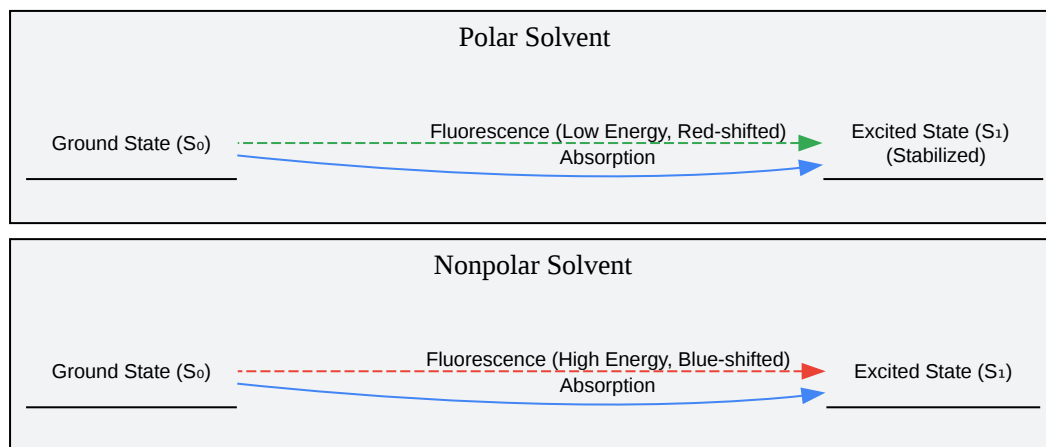 Polar Solvent
Ground State (S₀)
Fluorescence (Low Energy, Red-shifted)
Absorption
Excited State (S₁)
(Stabilized)
Nonpolar Solvent
Ground State (S₀)
Fluorescence (High Energy, Blue-shifted)
Absorption
Excited State (S₁)